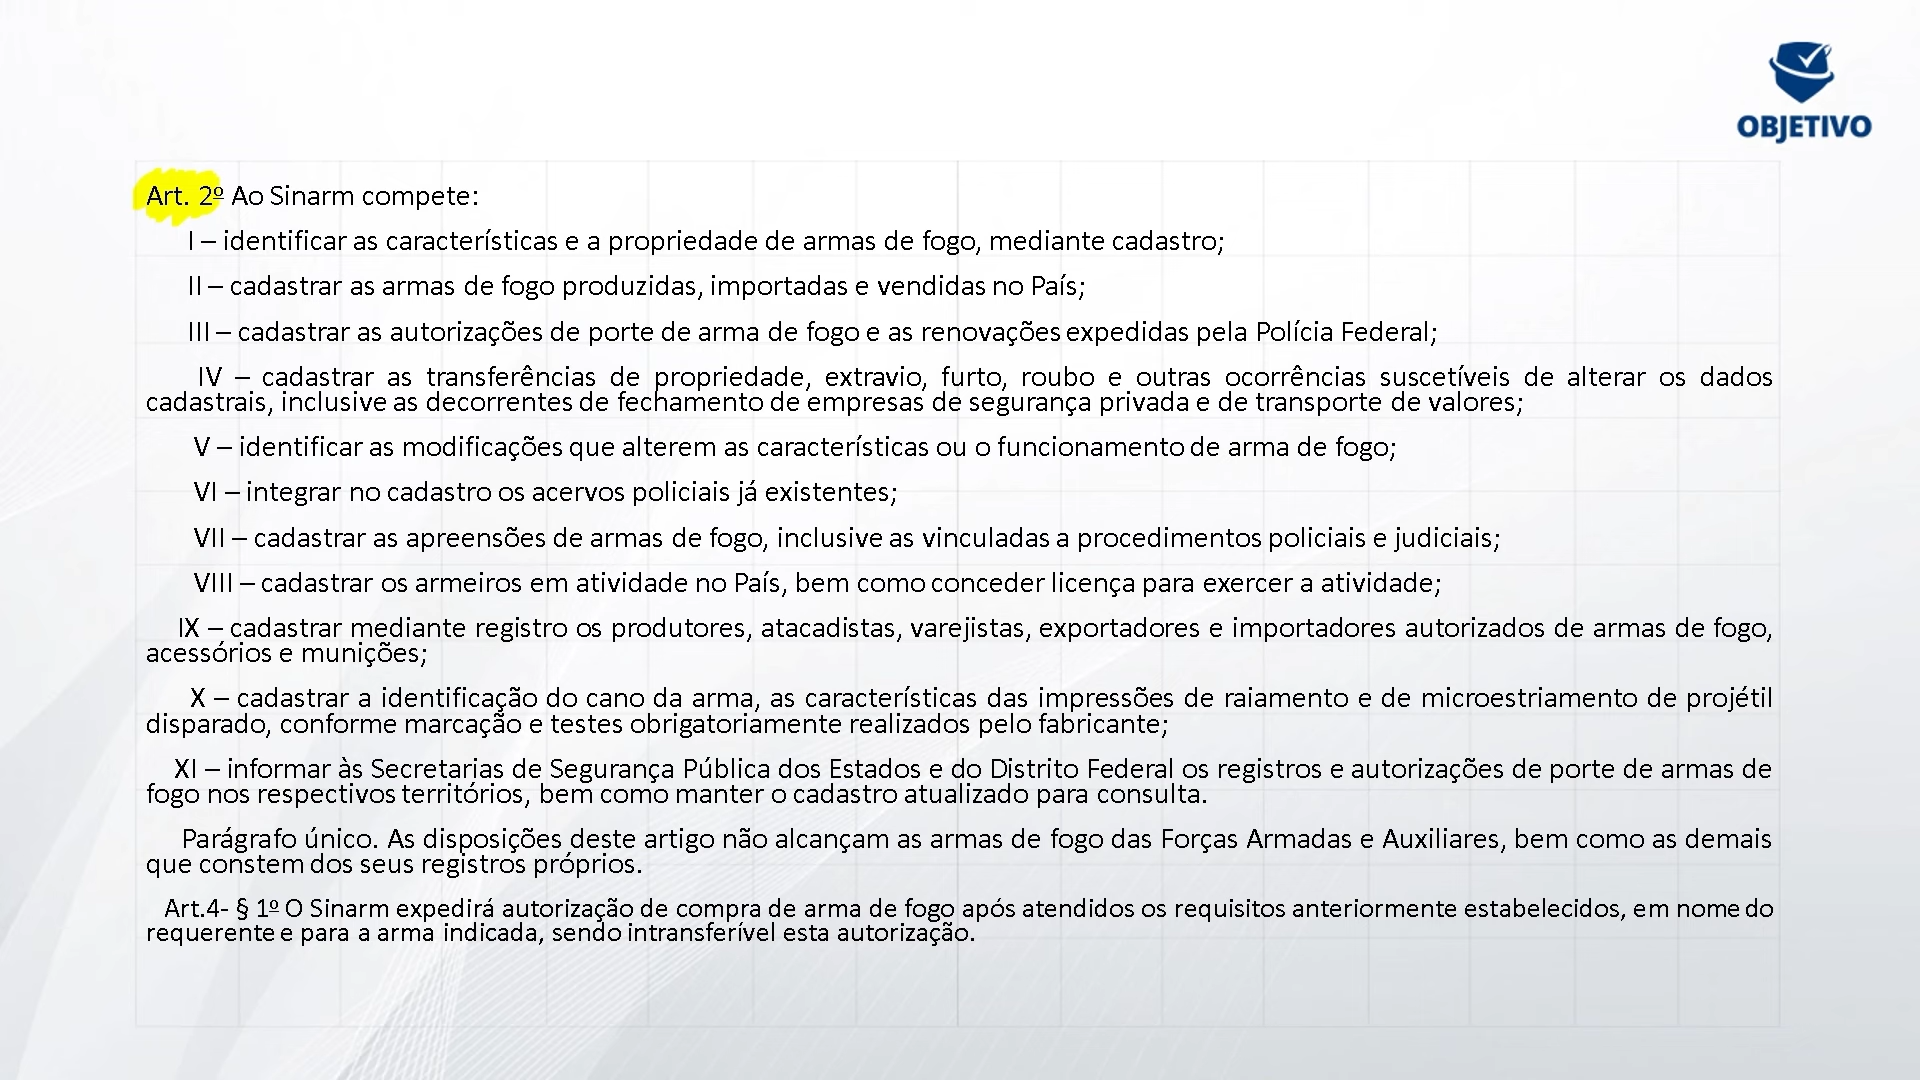 OBJETIVO
Art. 2º Ao Sinarm compete:
I – identificar as características e a propriedade de armas de fogo, mediante cadastro;
II – cadastrar as armas de fogo produzidas, importadas e vendidas no País;
III – cadastrar as autorizações de porte de arma de fogo e as renovações expedidas pela Polícia Federal;
IV – cadastrar as transferências de propriedade, extravio, furto, roubo e outras ocorrências suscetíveis de alterar os dados
cadastrais, inclusive as decorrentes de fechamento de empresas de segurança privada e de transporte de valores;
V – identificar as modificações que alterem as características ou o funcionamento de arma de fogo;
VI – integrar no cadastro os acervos policiais já existentes;
VII – cadastrar as apreensões de armas de fogo, inclusive as vinculadas a procedimentos policiais e judiciais;
VIII – cadastrar os armeiros em atividade no País, bem como conceder licença para exercer a atividade;
IX – cadastrar mediante registro os produtores, atacadistas, varejistas, exportadores e importadores autorizados de armas de fogo,
acessórios e munições;
X – cadastrar a identificação do cano da arma, as características das impressões de raiamento e de microestriamento de projétil
disparado, conforme marcação e testes obrigatoriamente realizados pelo fabricante;
XI – informar às Secretarias de Segurança Pública dos Estados e do Distrito Federal os registros e autorizações de porte de armas de
fogo nos respectivos territórios, bem como manter o cadastro atualizado para consulta.
Parágrafo único. As disposições deste artigo não alcançam as armas de fogo das Forças Armadas e Auxiliares, bem como as demais
que constem dos seus registros próprios.
Art.4- § 1º O Sinarm expedirá autorização de compra de arma de fogo após atendidos os requisitos anteriormente estabelecidos, em nome do
requerente e para a arma indicada, sendo intransferível esta autorização.